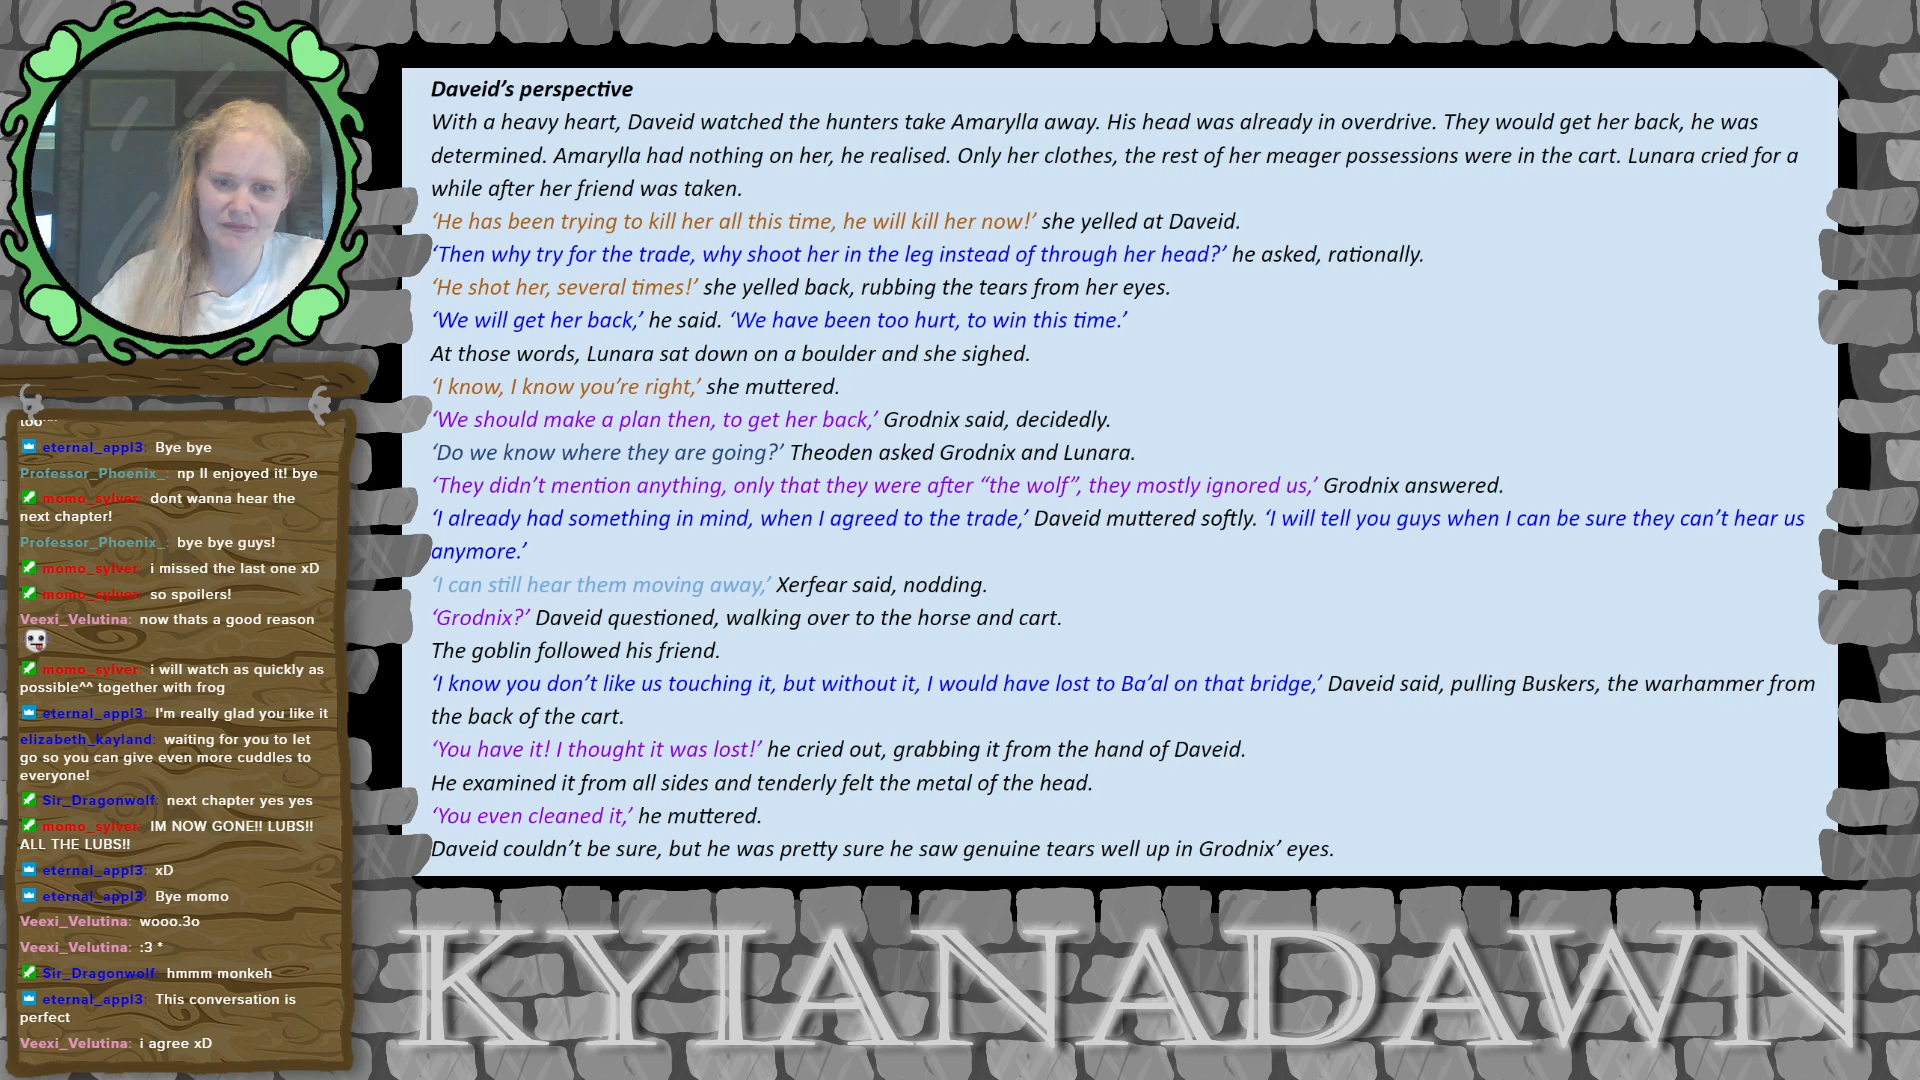 Daveid's perspective
With a heavy heart, Daveid watched the hunters take Amarylla away. His head was already in overdrive. They would get her back, he was
determined. Amarylla had nothing on her, he realised. Only her clothes, the rest of her meager possessions were in the cart. Lunara cried for a
while after her friend was taken.
‘He has been trying to kill her all this time, he will kill her now!’ she yelled at Daveid.
‘Then why try for the trade, why shoot her in the leg instead of through her head?’ he asked, rationally.
‘He shot her, several times!’ she yelled back, rubbing the tears from her eyes.
‘We will get her back,’ he said. ‘We have been too hurt, to win this time.’
At those words, Lunara sat down on a boulder and she sighed.
‘I know, I know you’re right,’ she muttered.
‘We should make a plan then, to get her back,’ Grodnix said, decidedly.
‘Do we know where they are going?’ Theoden asked Grodnix and Lunara.
‘They didn’t mention anything, only that they were after “the wolf”, they mostly ignored us,’ Grodnix answered.
‘I already had something in mind, when I agreed to the trade,’ Daveid muttered softly. ‘I will tell you guys when I can be sure they can’t hear us
anymore.’
‘I can still hear them moving away,’ Xerfear said, nodding.
‘Grodnix?’ Daveid questioned, walking over to the horse and cart.
The goblin followed his friend.
‘I know you don’t like us touching it, but without it, I would have lost to Ba’al on that bridge,’ Daveid said, pulling Buskers, the warhammer from
the back of the cart.
‘You have it! I thought it was lost!’ he cried out, grabbing it from the hand of Daveid.
He examined it from all sides and tenderly felt the metal of the head.
‘You even cleaned it,’ he muttered.
Daveid couldn’t be sure, but he was pretty sure he saw genuine tears well up in Grodnix’ eyes.
eternal_appl3: Bye bye
Professor_Phoenix_: np ll enjoyed it! bye
momo_sylver: dont wanna hear the
next chapter!
Professor_Phoenix_: bye bye guys!
momo_sylver: i missed the last one xD
momo_sylver: so spoilers!
Veexi_Velutina: now thats a good reason
momo_sylver: i will watch as quickly as
possible^^ together with frog
eternal_appl3: I'm really glad you like it
elizabeth_kayland: waiting for you to let
go so you can give even more cuddles to
everyone!
Sir_Dragonwolf: next chapter yes yes
momo_sylver: IM NOW GONE!! LUBS!!
ALL THE LUBS!!
eternal_appl3: xD
eternal_appl3: Bye momo
Veexi_Velutina: wooo.3o
Veexi_Velutina: :3 *
Sir_Dragonwolf: hmmm monkeh
eternal_appl3: This conversation is
perfect
Veexi_Velutina: i agree xD
KYIANADAWN